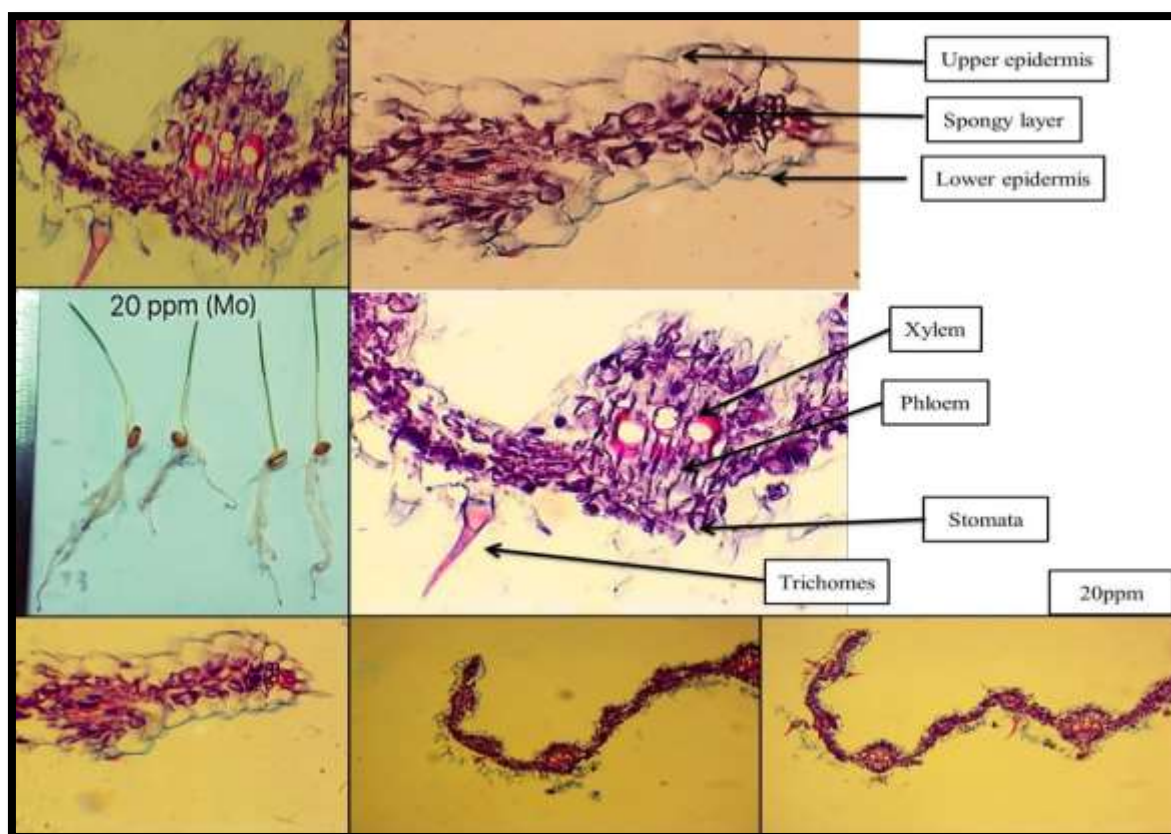 Upper epidermis
Spongy layer
Lower epidermis
20 ppm (Mo)
Xylem
Phloem
Stomata
Trichomes
20ppm